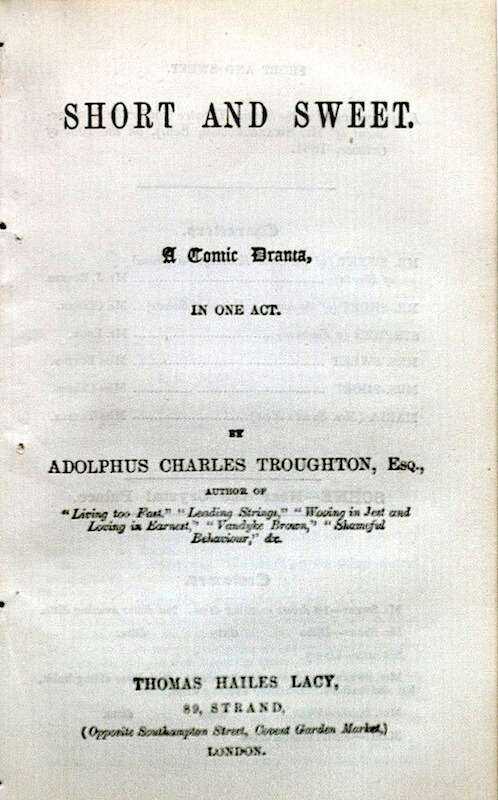 SHORT AND SWEET.
A Comic Drama,
IN ONE ACT.
BY
ADOLPHUS CHARLES TROUGHTON, Esq.,
AUTHOR OF
"Living too Fast," "Leading Strings," "Wooing in Jest and
Loving in Earnest," "Vandyke Brown," "Shameful
Behaviour," &c.
THOMAS HAILES LACY,
89, STRAND,
(Opposite Southampton Street, Covent Garden Market,)
LONDON.